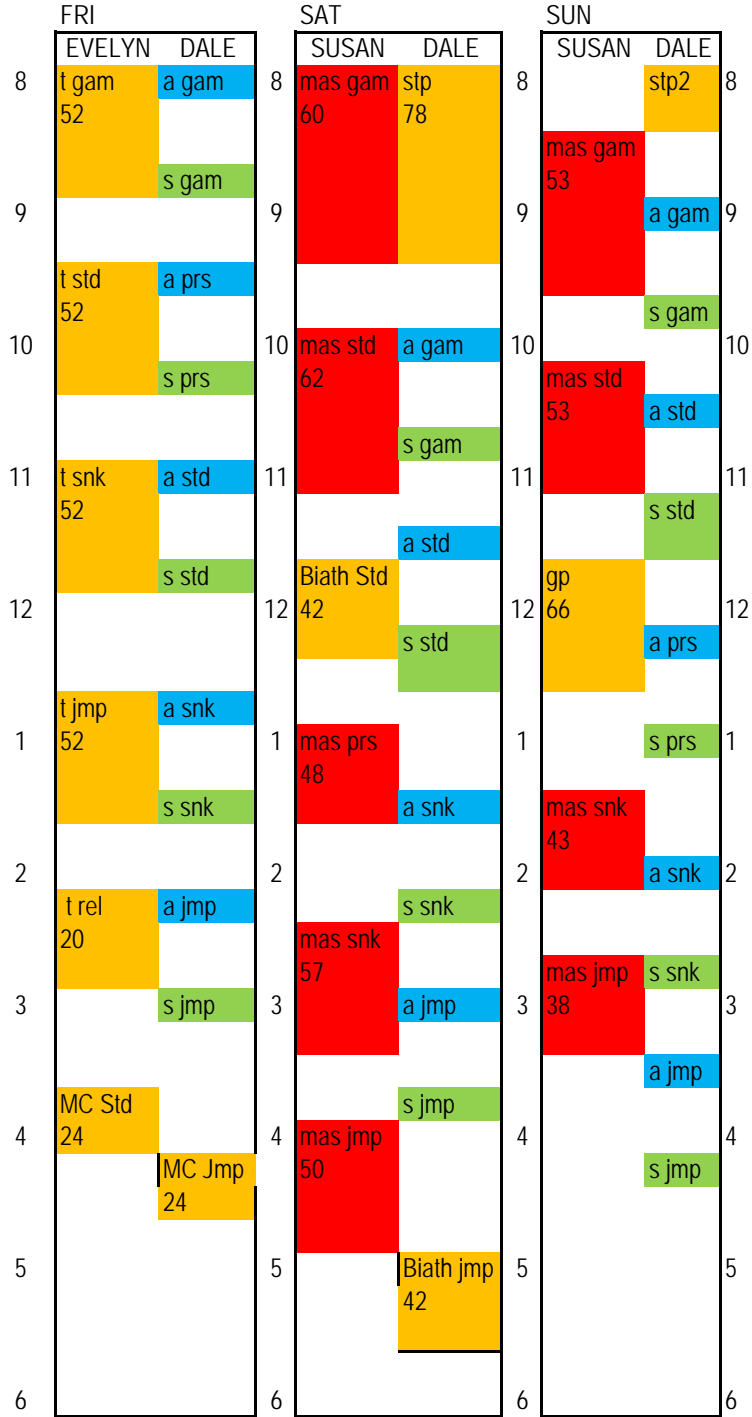 FRI SAT SUN
EVELYN DALE SUSAN DALE SUSAN DALE
8 t gam a gam 8 mas gam stp 8 stp2 8
52 60 78
mas gam
s gam 53
9 9 9 a gam 9
t std a prs
52 s gam
10 10 mas std a gam 10 10
s prs 62 mas std
53 a std
s gam
11 t snk a std 11 11 11
52 s std
a std
s std Biath Std gp
12 12 42 12 66 12
s std a prs
t jmp a snk
1 52 1 mas prs 1 s prs 1
48
s snk a snk mas snk
43
2 2 2 a snk 2
t rel a jmp s snk
20 mas snk
57 mas jmp s snk
3 s jmp 3 a jmp 3 38 3
a jmp
MC Std s jmp
4 24 4 mas jmp 4 4
MC Jmp 50 s jmp
24
5 5 Biath jmp 5 5
42
6 6 6 6